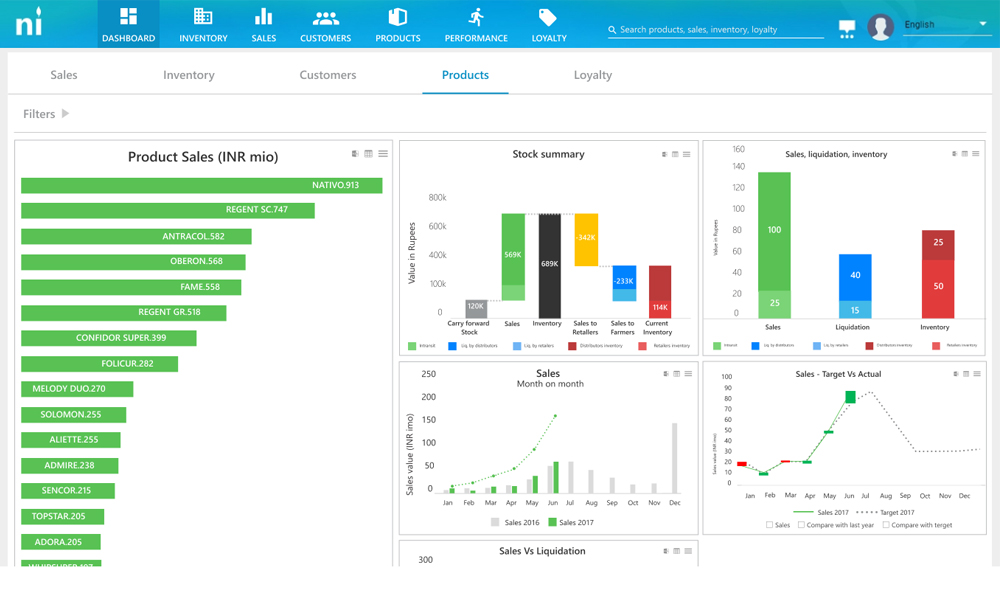 ni
DASHBOARD
INVENTORY
SALES
CUSTOMERS
PRODUCTS
PERFORMANCE
LOYALTY
Search products, sales, inventory, loyalty
English
Sales
Inventory
Customers
Products
Loyalty
Filters
Product Sales (INR mio)
NATIVO.913
REGENT SC.747
ANTRACOL.582
OBERON.568
FAME.558
REGENT GR.518
CONFIDOR SUPER.399
FOLICUR.282
MELODY DUO.270
SOLOMON.255
ALIETTE.255
ADMIRE.238
SENCOR.215
TOPSTAR.205
ADORA.205
Stock summary
Value in Rupees
800k
600k
400k
100k
0
120K
569K
689K
-342K
-233K
114K
Carry forward Stock
Sales
Inventory
Sales to Retailers
Sales to Farmers
Current Inventory
Liq. by distributors
Liq. by retailers
Distributors inventory
Retailers inventory
Sales, liquidation, inventory
Value in Rupees
160
140
120
100
80
60
40
20
0
100
25
40
15
25
50
Sales
Liquidation
Inventory
Liq. by distributors
Liq. by retailers
Distributors inventory
Retailers inventory
Sales
Month on month
Sales value (INR imo)
250
200
150
100
50
0
Jan
Feb
Mar
Apr
May
Jun
Jul
Aug
Sep
Oct
Nov
Dec
Sales 2016
Sales 2017
Sales - Target Vs Actual
Sales value (INR imo)
100
90
80
70
60
50
40
30
20
10
0
Jan
Feb
Mar
Apr
May
Jun
Jul
Aug
Sep
Oct
Nov
Dec
Sales 2017
Target 2017
Sales
Compare with last year
Compare with target
Sales Vs Liquidation
300